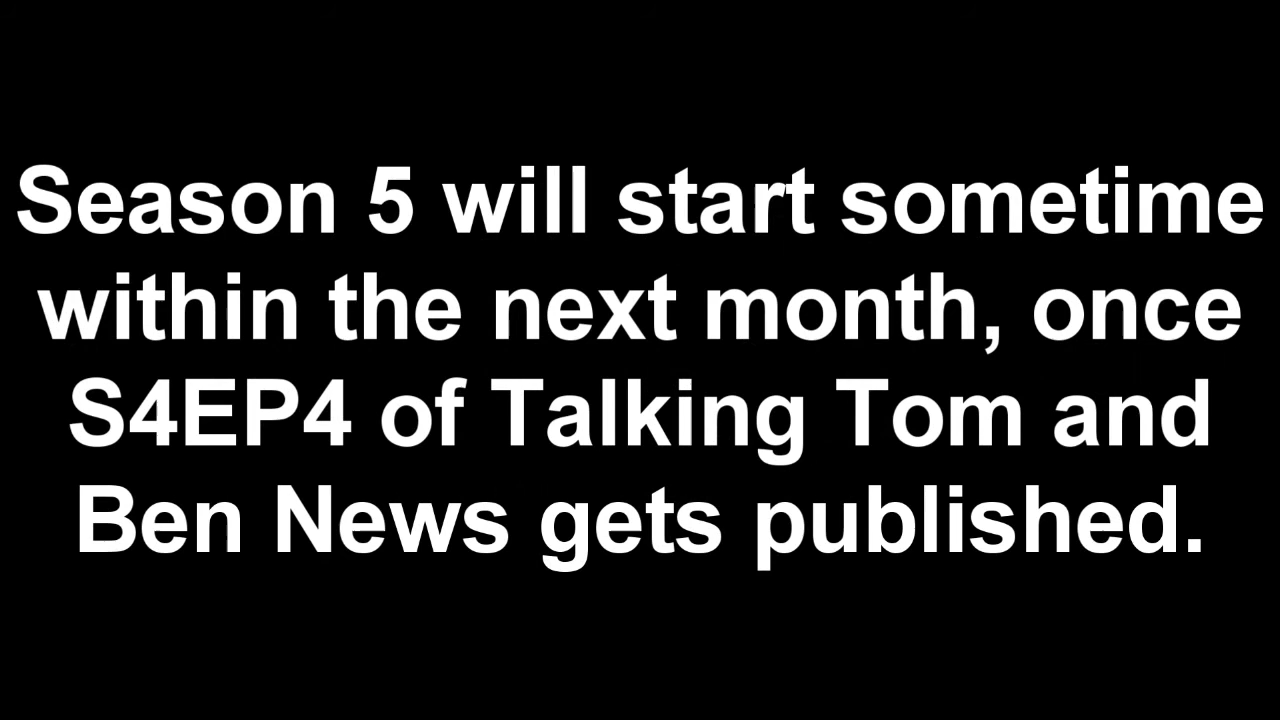 Season 5 will start sometime
within the next month, once
S4EP4 of Talking Tom and
Ben News gets published.